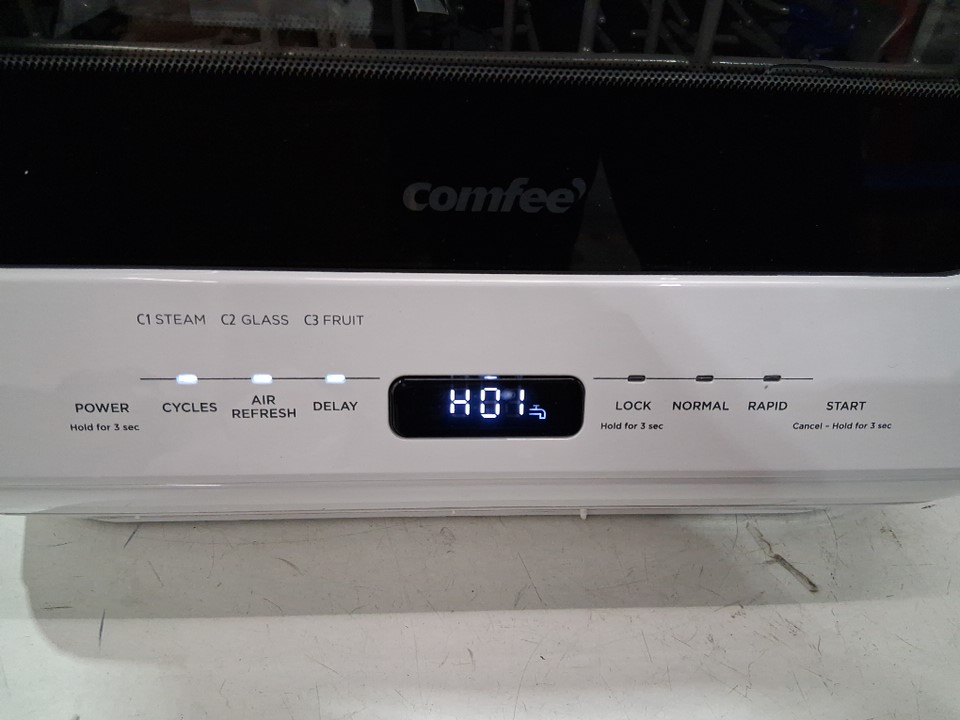 comfee'
C1 STEAM C2 GLASS C3 FRUIT
POWER
Hold for 3 sec
CYCLES
AIR
REFRESH
DELAY
H01
LOCK
Hold for 3 sec
NORMAL
RAPID
START
Cancel – Hold for 3 sec